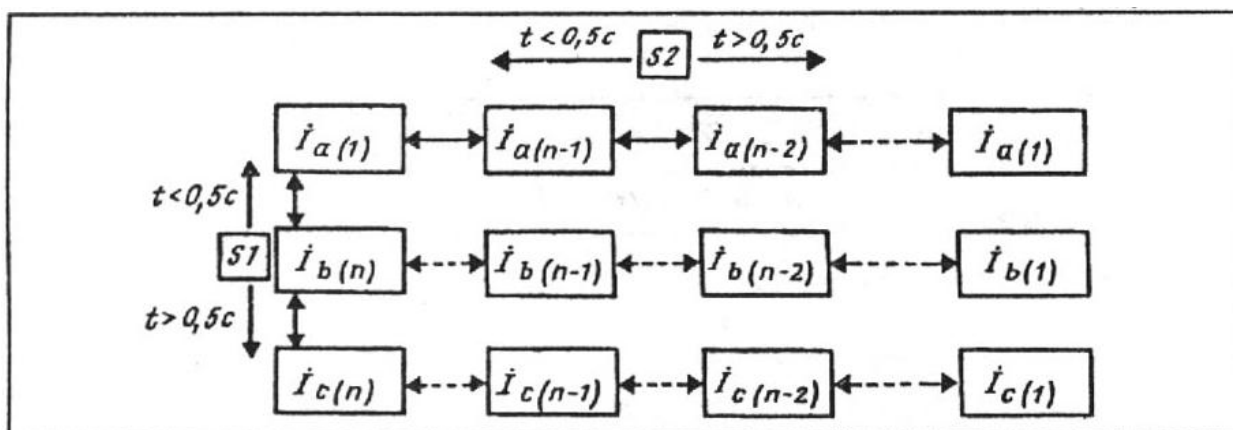 t<0,5c S2 t>0,5c
İa(1) İa(n-1) İa(n-2) İa(1)
t<0,5c
S1 İb(n) İb(n-1) İb(n-2) İb(1)
t>0,5c
İc(n) İc(n-1) İc(n-2) İc(1)